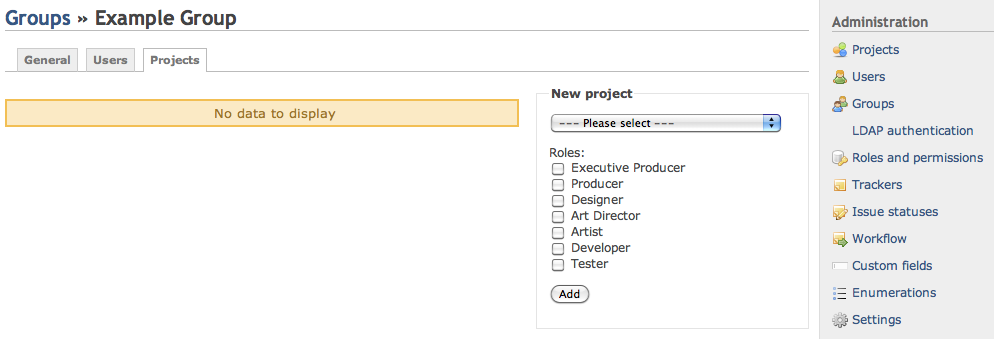 Groups » Example Group
General
Users
Projects
No data to display
New project
--- Please select ---
Roles:
Executive Producer
Producer
Designer
Art Director
Artist
Developer
Tester
Add
Administration
Projects
Users
Groups
LDAP authentication
Roles and permissions
Trackers
Issue statuses
Workflow
Custom fields
Enumerations
Settings